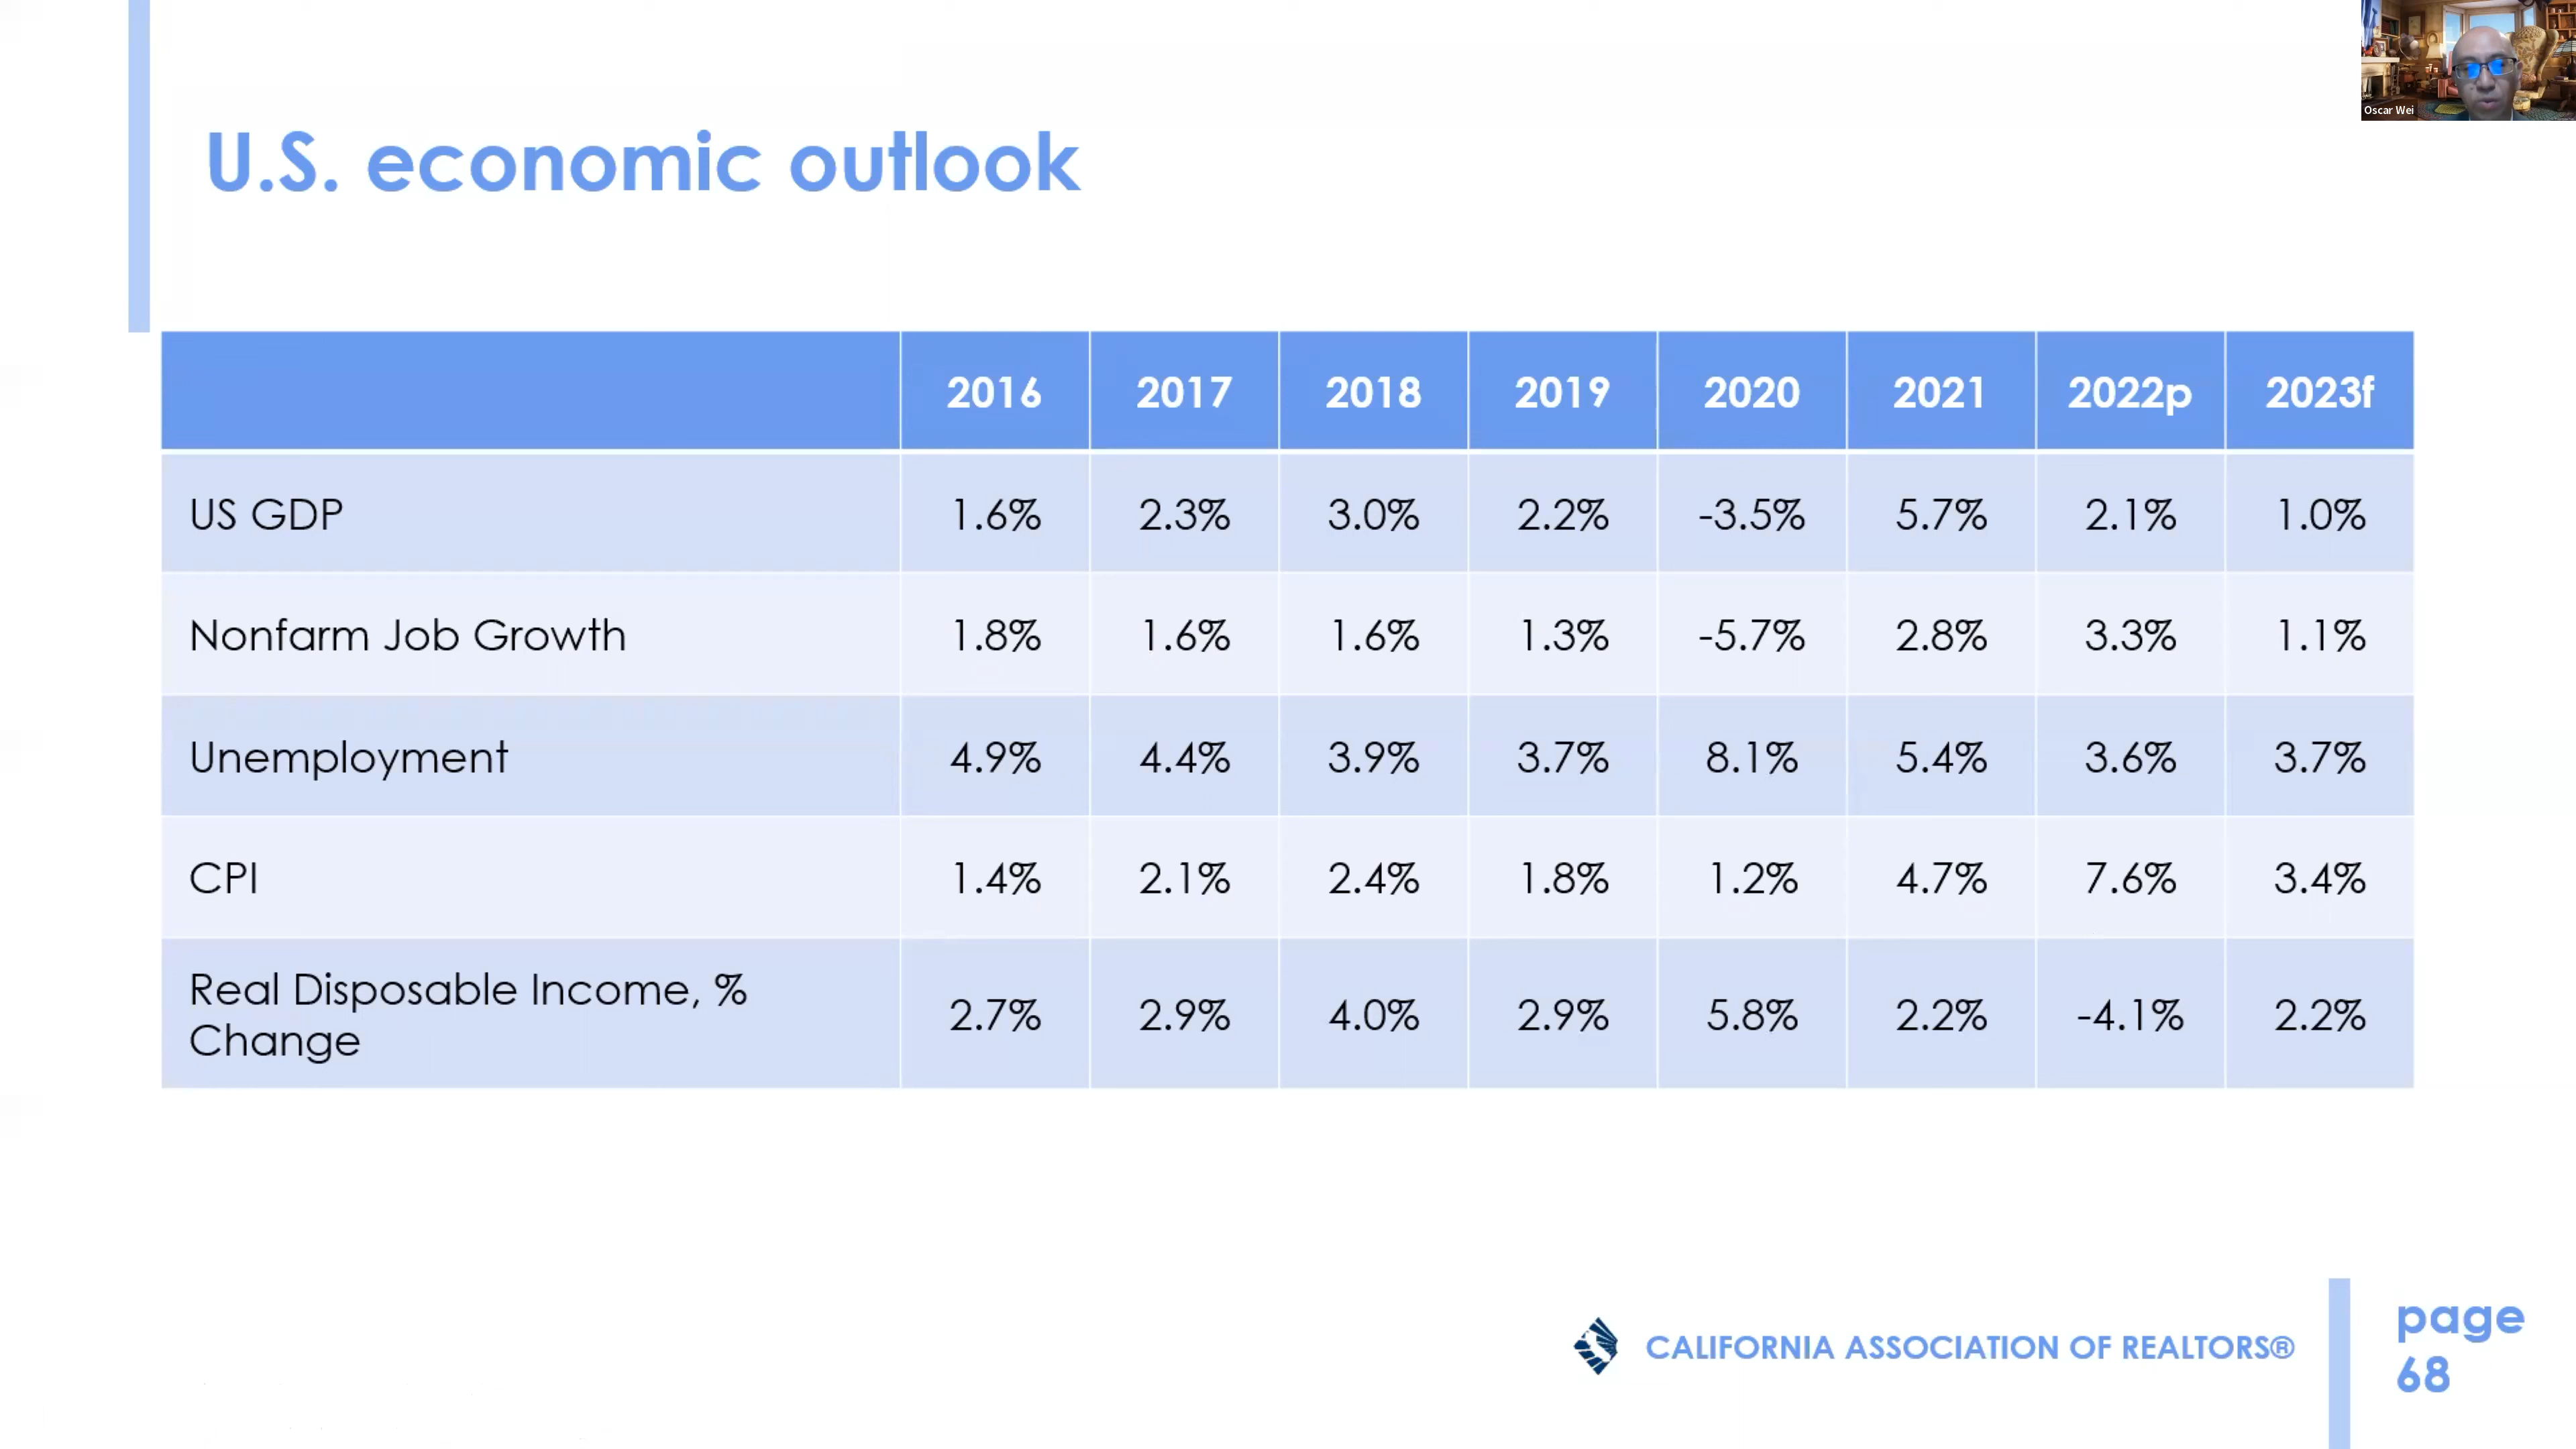 Oscar Wei
U.S. economic outlook
2016 2017 2018 2019 2020 2021 2022p 2023f
US GDP 1.6% 2.3% 3.0% 2.2% -3.5% 5.7% 2.1% 1.0%
Nonfarm Job Growth 1.8% 1.6% 1.6% 1.3% -5.7% 2.8% 3.3% 1.1%
Unemployment 4.9% 4.4% 3.9% 3.7% 8.1% 5.4% 3.6% 3.7%
CPI 1.4% 2.1% 2.4% 1.8% 1.2% 4.7% 7.6% 3.4%
Real Disposable Income, %
Change 2.7% 2.9% 4.0% 2.9% 5.8% 2.2% -4.1% 2.2%
CALIFORNIA ASSOCIATION OF REALTORS®
page
68